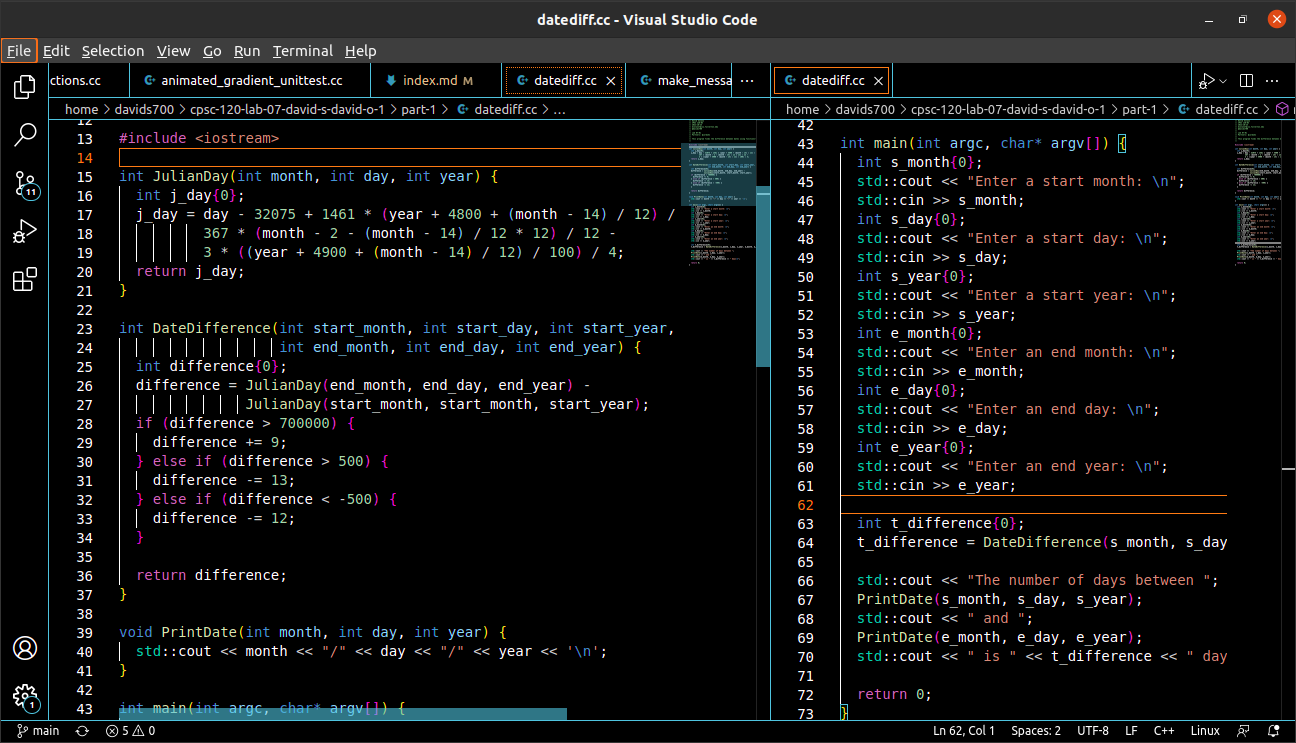 datediff.cc - Visual Studio Code
File Edit Selection View Go Run Terminal Help
ctions.cc animated_gradient_unittest.cc index.md M datediff.cc make_messa ... datediff.cc
home > davids700 > cpsc-120-lab-07-david-s-david-o-1 > part-1 > datediff.cc > ...
12
13 #include <iostream>
14
15 int JulianDay(int month, int day, int year) {
16 int j_day{0};
17 j_day = day - 32075 + 1461 * (year + 4800 + (month - 14) / 12) /
18 367 * (month - 2 - (month - 14) / 12 * 12) / 12 -
19 3 * ((year + 4900 + (month - 14) / 12) / 100) / 4;
20 return j_day;
21 }
22
23 int DateDifference(int start_month, int start_day, int start_year,
24 int end_month, int end_day, int end_year) {
25 int difference{0};
26 difference = JulianDay(end_month, end_day, end_year) -
27 JulianDay(start_month, start_month, start_year);
28 if (difference > 700000) {
29 difference += 9;
30 } else if (difference > 500) {
31 difference -= 13;
32 } else if (difference < -500) {
33 difference -= 12;
34 }
35
36 return difference;
37 }
38
39 void PrintDate(int month, int day, int year) {
40 std::cout << month << "/" << day << "/" << year << '\n';
41 }
42
43 int main(int argc, char* argv[]) {
home > davids700 > cpsc-120-lab-07-david-s-david-o-1 > part-1 > datediff.cc >
42
43 int main(int argc, char* argv[]) {
44 int s_month{0};
45 std::cout << "Enter a start month: \n";
46 std::cin >> s_month;
47 int s_day{0};
48 std::cout << "Enter a start day: \n";
49 std::cin >> s_day;
50 int s_year{0};
51 std::cout << "Enter a start year: \n";
52 std::cin >> s_year;
53 int e_month{0};
54 std::cout << "Enter an end month: \n";
55 std::cin >> e_month;
56 int e_day{0};
57 std::cout << "Enter an end day: \n";
58 std::cin >> e_day;
59 int e_year{0};
60 std::cout << "Enter an end year: \n";
61 std::cin >> e_year;
62
63 int t_difference{0};
64 t_difference = DateDifference(s_month, s_day
65
66 std::cout << "The number of days between ";
67 PrintDate(s_month, s_day, s_year);
68 std::cout << " and ";
69 PrintDate(e_month, e_day, e_year);
70 std::cout << " is " << t_difference << " day
71
72 return 0;
73 }
11
1
main 5 0 Ln 62, Col 1 Spaces: 2 UTF-8 LF C++ Linux